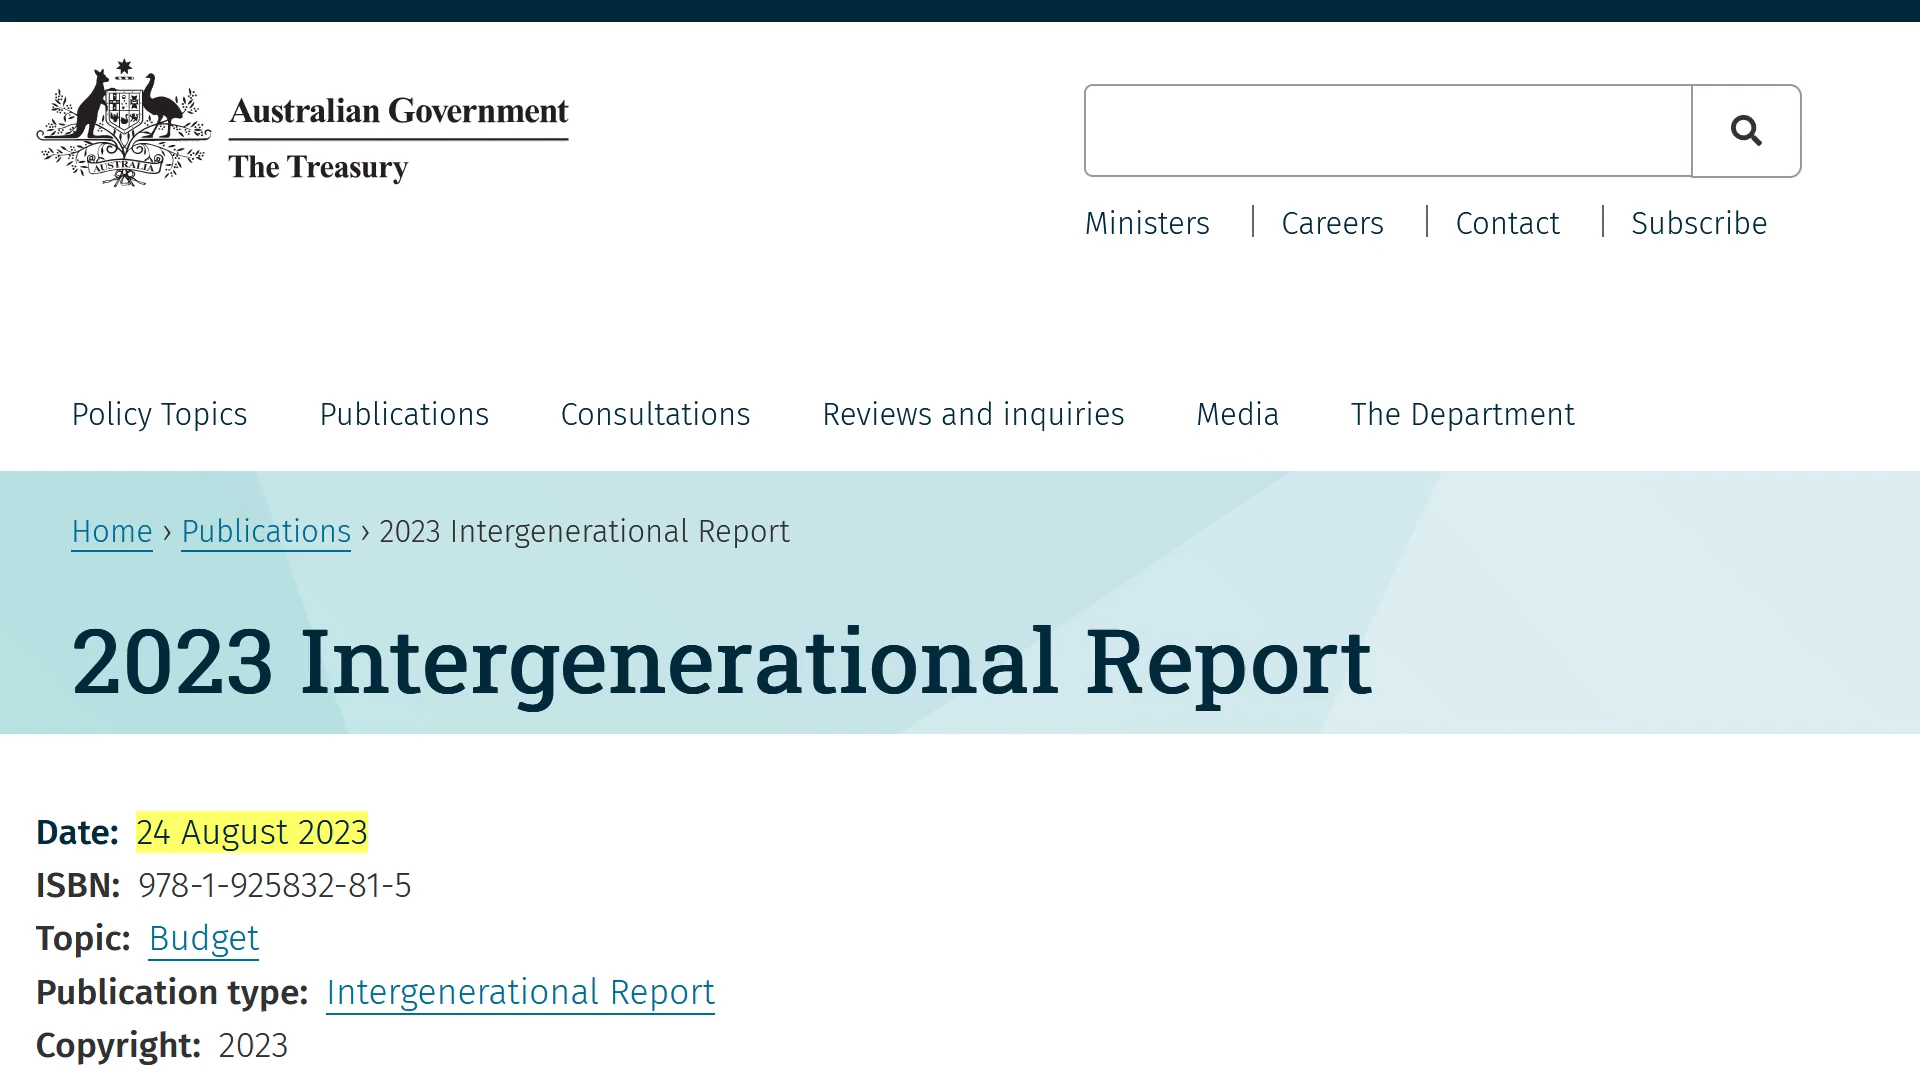 Australian Government
The Treasury
AUSTRALIA
Ministers
Careers
Contact
Subscribe
Policy Topics
Publications
Consultations
Reviews and inquiries
Media
The Department
Home › Publications › 2023 Intergenerational Report
2023 Intergenerational Report
Date: 24 August 2023
ISBN: 978-1-925832-81-5
Topic: Budget
Publication type: Intergenerational Report
Copyright: 2023